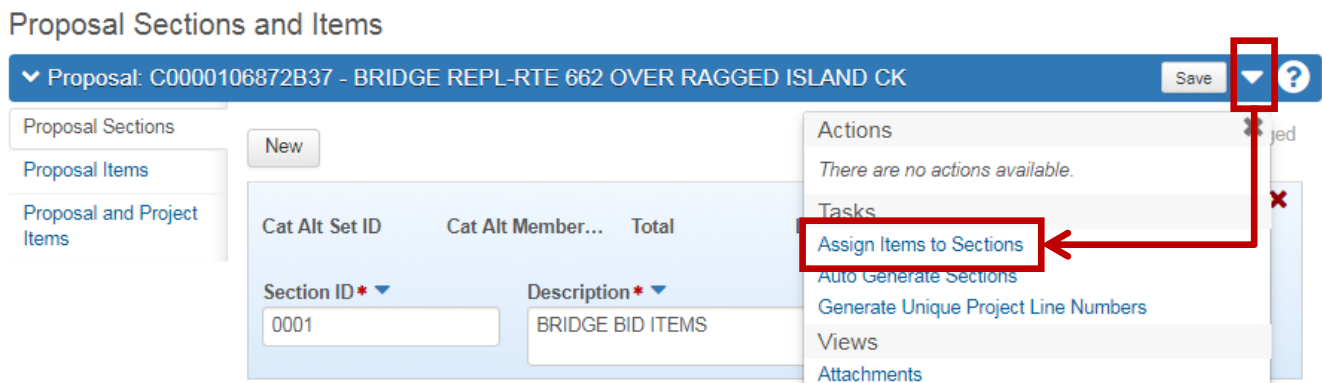 Proposal Sections and Items
Proposal: C0000106872B37 - BRIDGE REPL-RTE 662 OVER RAGGED ISLAND CK
Save
?
Proposal Sections
Proposal Items
Proposal and Project
Items
New
Cat Alt Set ID
Cat Alt Member...
Total
Section ID*
Description*
0001
BRIDGE BID ITEMS
Actions
There are no actions available.
Tasks
Assign Items to Sections
Auto Generate Sections
Generate Unique Project Line Numbers
Views
Attachments